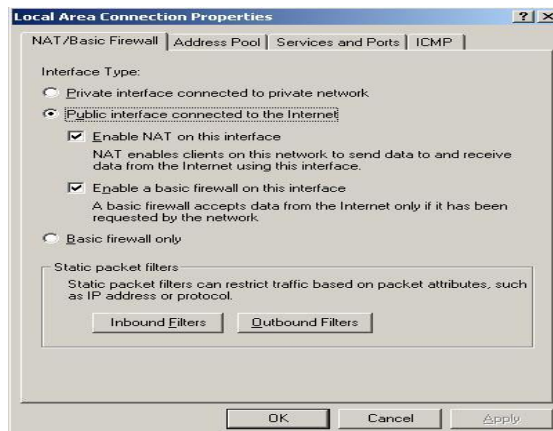 Local Area Connection Properties
NAT/Basic Firewall Address Pool Services and Ports ICMP
Interface Type:
Private interface connected to private network
Public interface connected to the Internet
Enable NAT on this interface
NAT enables clients on this network to send data to and receive
data from the Internet using this interface.
Enable a basic firewall on this interface
A basic firewall accepts data from the Internet only if it has been
requested by the network
Basic firewall only
Static packet filters
Static packet filters can restrict traffic based on packet attributes, such
as IP address or protocol.
Inbound Filters Outbound Filters
OK Cancel Apply